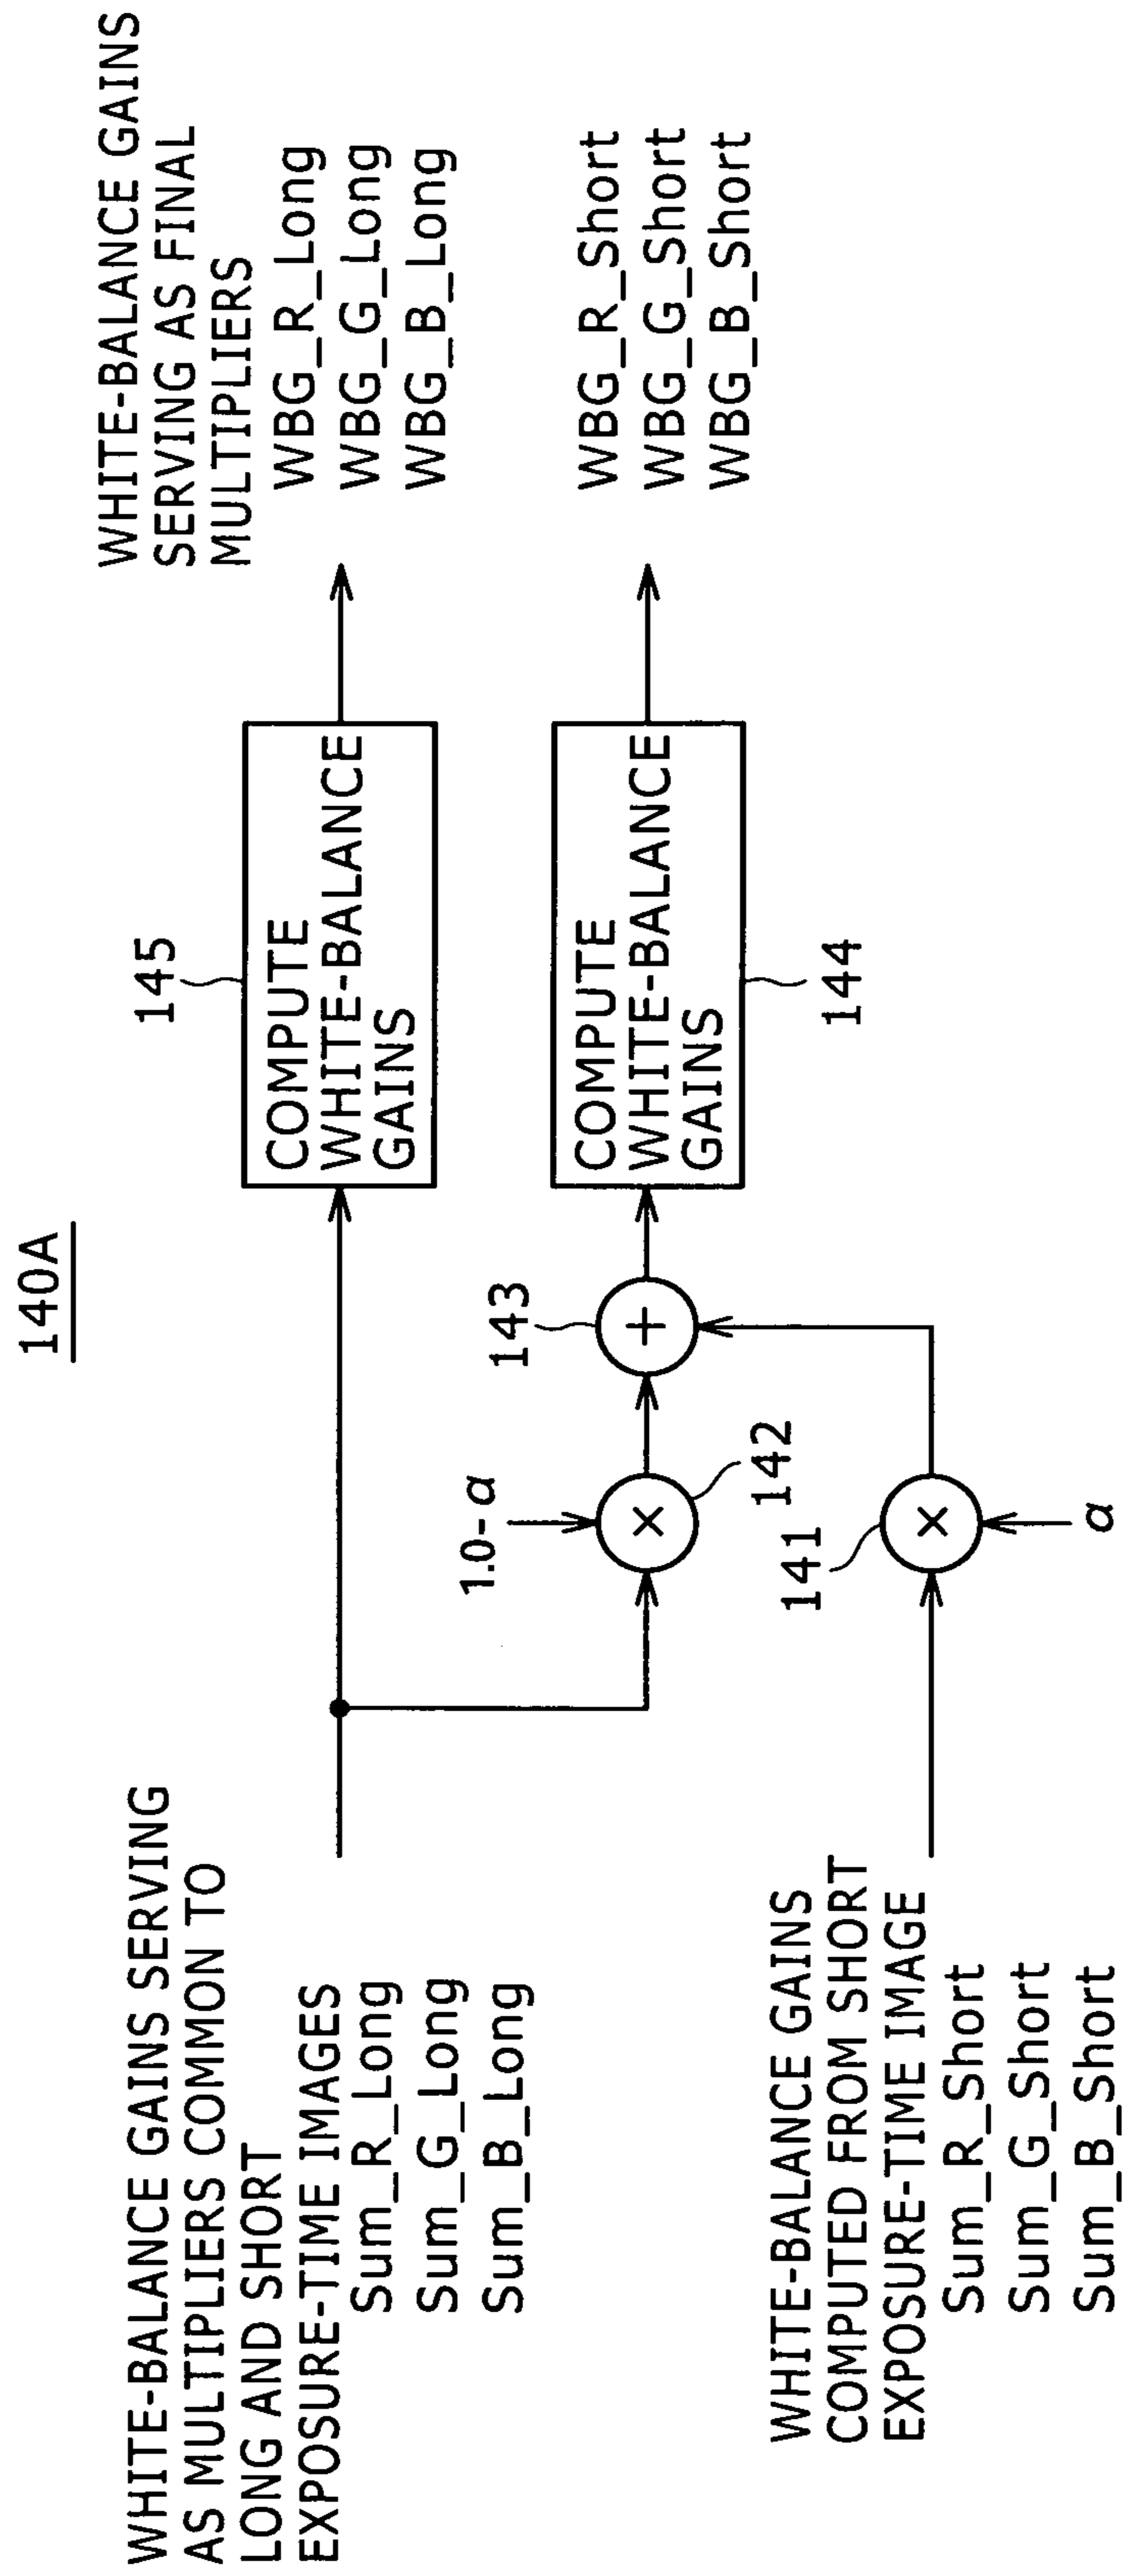 140A
WHITE-BALANCE GAINS SERVING
AS MULTIPLIERS COMMON TO
LONG AND SHORT
EXPOSURE-TIME IMAGES
Sum_R_Long
Sum_G_Long
Sum_B_Long
145
COMPUTE
WHITE-BALANCE
GAINS
WHITE-BALANCE GAINS
SERVING AS FINAL
MULTIPLIERS
WBG_R_Long
WBG_G_Long
WBG_B_Long
1.0-α
×
142
+
143
COMPUTE
WHITE-BALANCE
GAINS
144
WBG_R_Short
WBG_G_Short
WBG_B_Short
WHITE-BALANCE GAINS
COMPUTED FROM SHORT
EXPOSURE-TIME IMAGE
Sum_R_Short
Sum_G_Short
Sum_B_Short
141
×
α